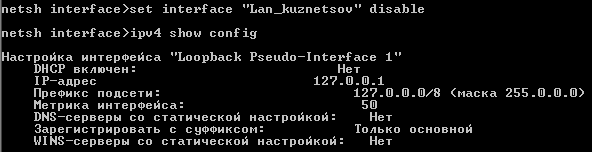 netsh interface>set interface "Lan_kuznetsov" disable
netsh interface>ipv4 show config
Настройка интерфейса "Loopback Pseudo-Interface 1"
DHCP включен: Нет
IP-адрес 127.0.0.1
Префикс подсети: 127.0.0.0/8 (маска 255.0.0.0)
Метрика интерфейса: 50
DNS-серверы со статической настройкой: Нет
Зарегистрировать с суффиксом: Только основной
WINS-серверы со статической настройкой: Нет